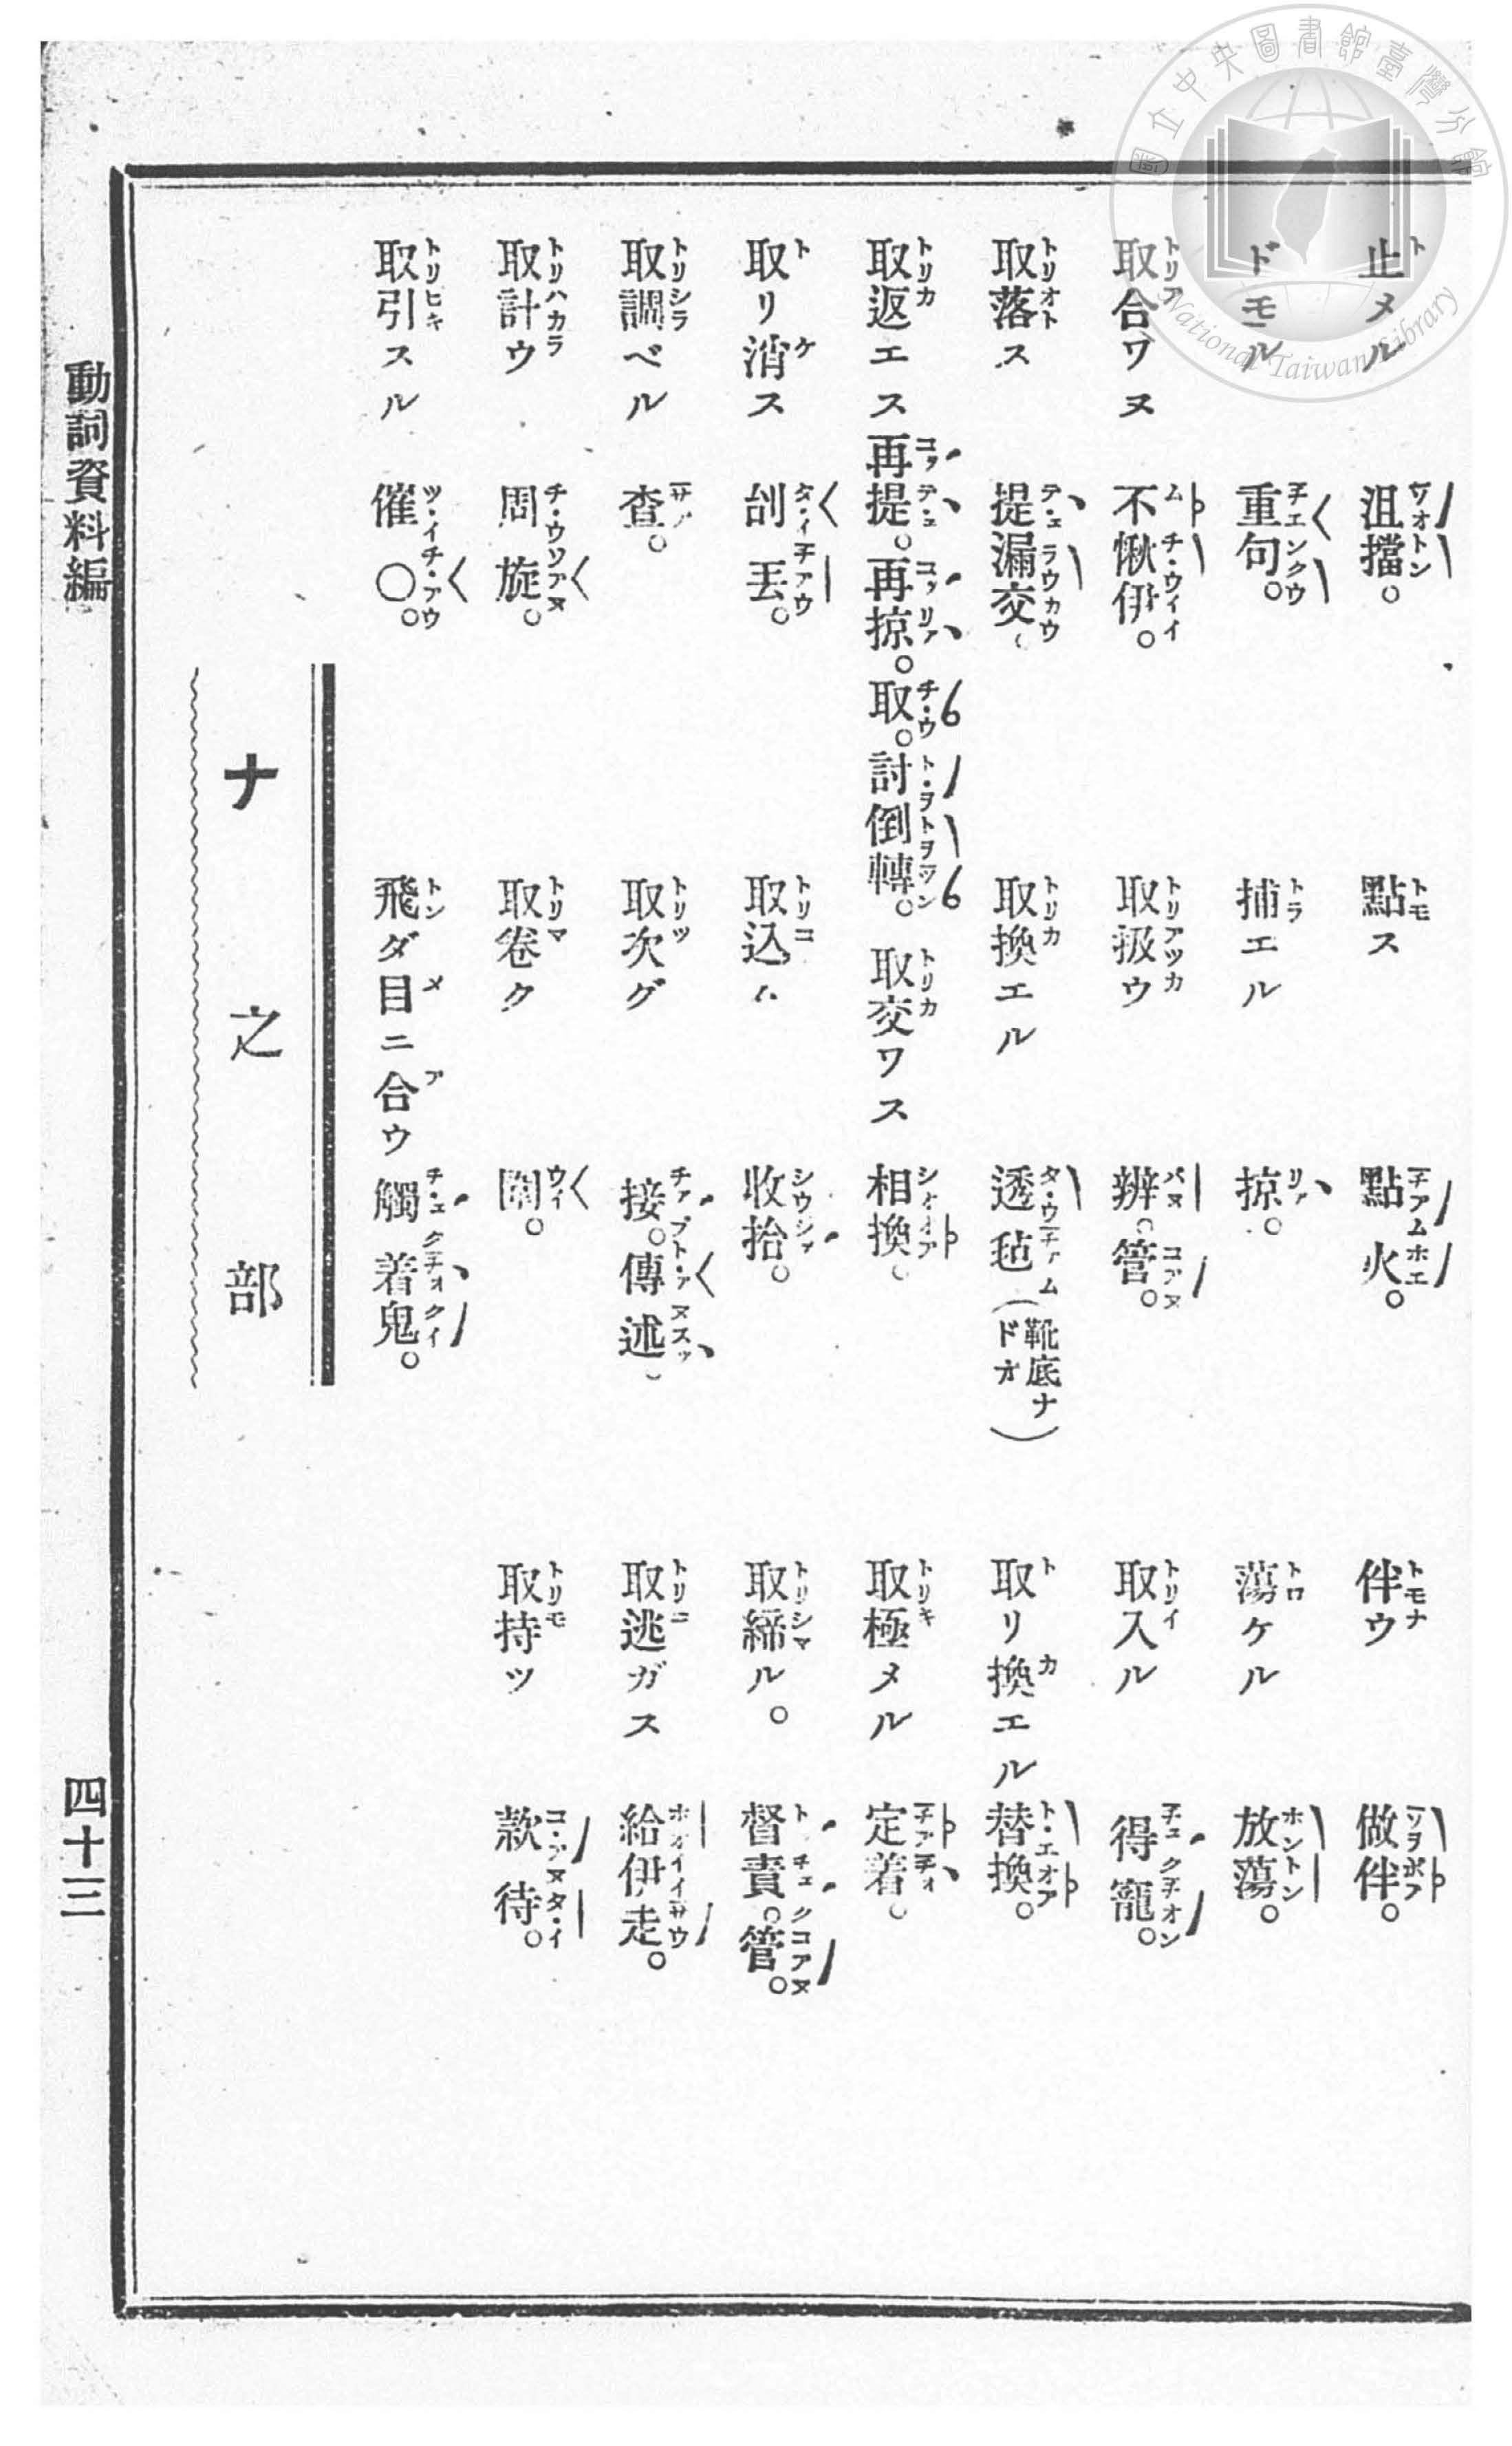 國立中央圖書館臺灣分館
National Taiwan Library
止メル 沮擋。 點ス 點火。 伴ウ 做伴。
ドモル 重句。 捕エル 掠。 蕩ケル 放蕩。
取合ワヌ 不愀伊。 取扱ウ 辨。管。 取入ル 得寵。
取落ス 提漏交。 取換エル 透毡(靴底ナドヲ) 取リ換エル 替換。
取返エス 再提。再掠。取。討倒轉。 取交ワス 相換。 取極メル 定着。
取リ消ス 刣丟。 取込ム 收拾。 取締ル。 督責。管。
取調ベル 查。 取次グ 接。傳述。 取逃ガス 給伊走。
取計ウ 周旋。 取卷ク 圍。 取持ツ 款待。
取引スル 催〇。 飛ダ目ニ合ウ 觸着鬼。
ナ之部
動詞資料編
四十三